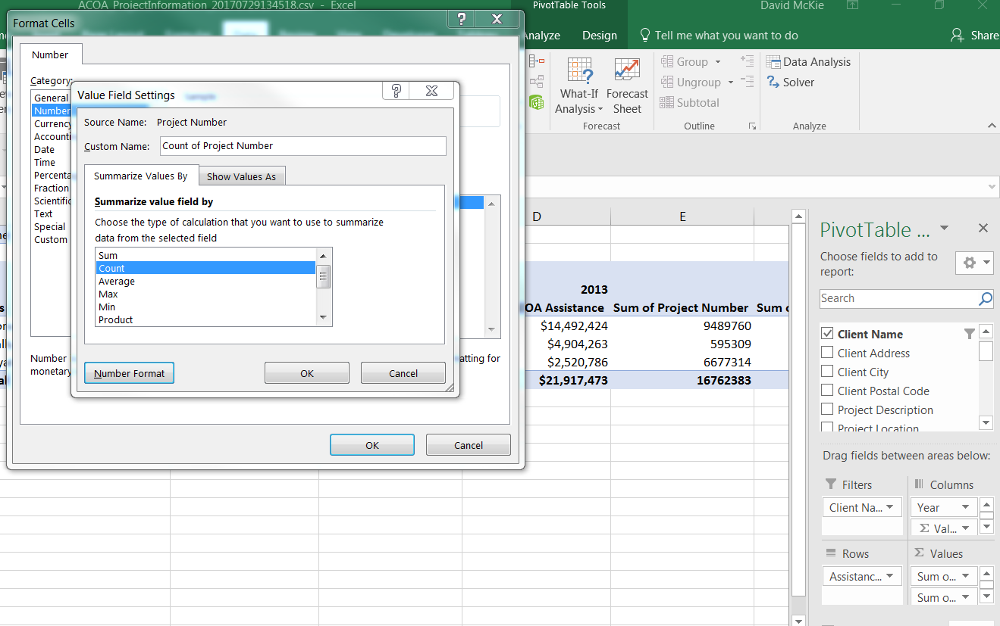 ACOA_ProjectInformation_20170729134518.csv - Excel
PivotTable Tools
David McKie
Format Cells
Analyze
Design
Tell me what you want to do
Share
Number
Category:
General
Number
Currency
Date
Time
Fraction
Text
Special
Custom
Number
monetary
atting for
OK
Cancel
Value Field Settings
Source Name: Project Number
Custom Name: Count of Project Number
Summarize Values By
Show Values As
Summarize value field by
Choose the type of calculation that you want to use to summarize
data from the selected field
Sum
Count
Average
Max
Min
Product
Number Format
OK
Cancel
What-If
Analysis
Forecast
Sheet
Forecast
Group
Ungroup
Subtotal
Outline
Data Analysis
Solver
Analyze
D
E
2013
OA Assistance
Sum of Project Number
Sum
$14,492,424
9489760
$4,904,263
595309
$2,520,786
6677314
$21,917,473
16762383
PivotTable ...
Choose fields to add to
report:
Search
Client Name
Client Address
Client City
Client Postal Code
Project Description
Project Location
Drag fields between areas below:
Filters
Columns
Client Na...
Year
Σ Val...
Rows
Σ Values
Assistanc...
Sum o...
Sum o...